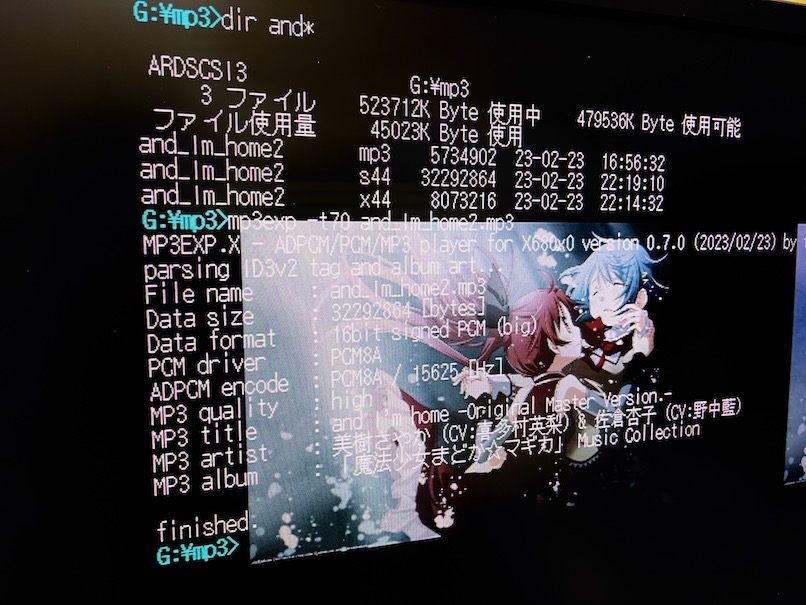 G:¥mp3>dir and*
ARDSCSI3 G:¥mp3
3 ファイル 523712K Byte 使用中 479536K Byte 使用可能
ファイル使用量 45023K Byte 使用
and_Im_home2 mp3 5734902 23-02-23 16:56:32
and_Im_home2 s44 32292864 23-02-23 22:19:10
and_Im_home2 x44 8073216 23-02-23 22:14:32
G:¥mp3>mp3exp -t70 and_Im_home2.mp3
MP3EXP.X - ADPCM/PCM/MP3 player for X680x0 version 0.7.0 (2023/02/23) by
parsing ID3v2 tag and album art..
File name : and_Im_home2.mp3
Data size : 32292864 [bytes]
Data format : 16bit signed PCM (big)
PCM driver : PCM8A
ADPCM encode : PCM8A / 15625 [Hz]
MP3 quality : high
MP3 title : and I'm home -Original Master Version.-
MP3 artist : 美樹さやか (CV:喜多村英梨) & 佐倉杏子 (CV:野中藍)
MP3 album : 「魔法少女まどか☆マギカ」 Music Collection
finished.
G:¥mp3>